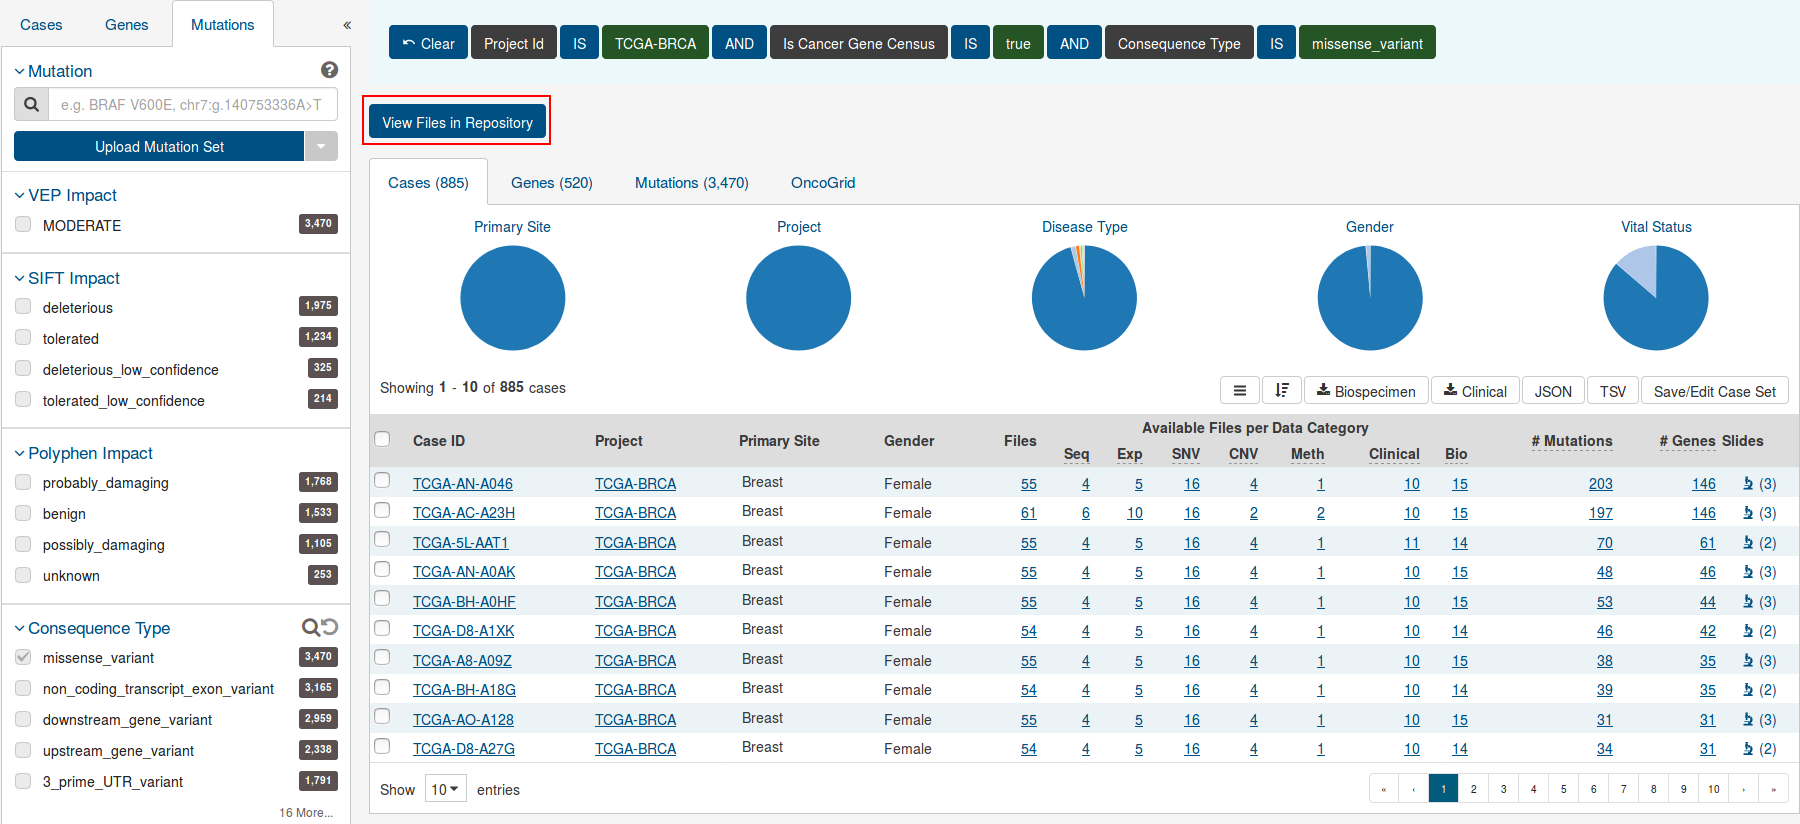 Cases Genes Mutations «
Mutation
e.g. BRAF V600E, chr7:g.140753336A>T
Upload Mutation Set
VEP Impact
MODERATE 3,470
SIFT Impact
deleterious 1,975
tolerated 1,234
deleterious_low_confidence 325
tolerated_low_confidence 214
Polyphen Impact
probably_damaging 1,768
benign 1,533
possibly_damaging 1,105
unknown 253
Consequence Type
missense_variant 3,470
non_coding_transcript_exon_variant 3,165
downstream_gene_variant 2,959
upstream_gene_variant 2,338
3_prime_UTR_variant 1,791
16 More...
Clear Project Id IS TCGA-BRCA AND Is Cancer Gene Census IS true AND Consequence Type IS missense_variant
View Files in Repository
Cases (885) Genes (520) Mutations (3,470) OncoGrid
Primary Site Project Disease Type Gender Vital Status
Showing 1 - 10 of 885 cases
Biospecimen Clinical JSON TSV Save/Edit Case Set
Case ID Project Primary Site Gender Files Available Files per Data Category # Mutations # Genes Slides
Seq Exp SNV CNV Meth Clinical Bio
TCGA-AN-A046 TCGA-BRCA Breast Female 55 4 5 16 4 1 10 15 203 146 (3)
TCGA-AC-A23H TCGA-BRCA Breast Female 61 6 10 16 2 2 10 15 197 146 (3)
TCGA-5L-AAT1 TCGA-BRCA Breast Female 55 4 5 16 4 1 11 14 70 61 (2)
TCGA-AN-A0AK TCGA-BRCA Breast Female 55 4 5 16 4 1 10 15 48 46 (3)
TCGA-BH-A0HF TCGA-BRCA Breast Female 55 4 5 16 4 1 10 15 53 44 (3)
TCGA-D8-A1XK TCGA-BRCA Breast Female 54 4 5 16 4 1 10 14 46 42 (2)
TCGA-A8-A09Z TCGA-BRCA Breast Female 55 4 5 16 4 1 10 15 38 35 (3)
TCGA-BH-A18G TCGA-BRCA Breast Female 54 4 5 16 4 1 10 14 39 35 (2)
TCGA-AO-A128 TCGA-BRCA Breast Female 55 4 5 16 4 1 10 15 31 31 (3)
TCGA-D8-A27G TCGA-BRCA Breast Female 54 4 5 16 4 1 10 14 34 31 (2)
Show 10 entries
« ‹ 1 2 3 4 5 6 7 8 9 10 › »